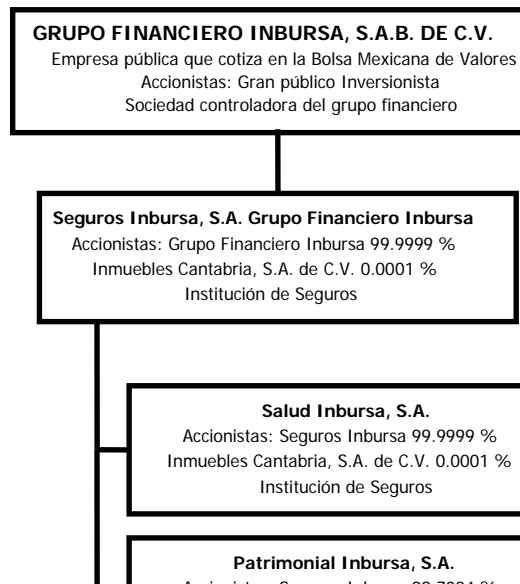 GRUPO FINANCIERO INBURSA, S.A.B. DE C.V.
Empresa pública que cotiza en la Bolsa Mexicana de Valores
Accionistas: Gran público Inversionista
Sociedad controladora del grupo financiero
Seguros Inbursa, S.A. Grupo Financiero Inbursa
Accionistas: Grupo Financiero Inbursa 99.9999 %
Inmuebles Cantabria, S.A. de C.V. 0.0001 %
Institución de Seguros
Salud Inbursa, S.A.
Accionistas: Seguros Inbursa 99.9999 %
Inmuebles Cantabria, S.A. de C.V. 0.0001 %
Institución de Seguros
Patrimonial Inbursa, S.A.
Accionistas: Seguros Inbursa